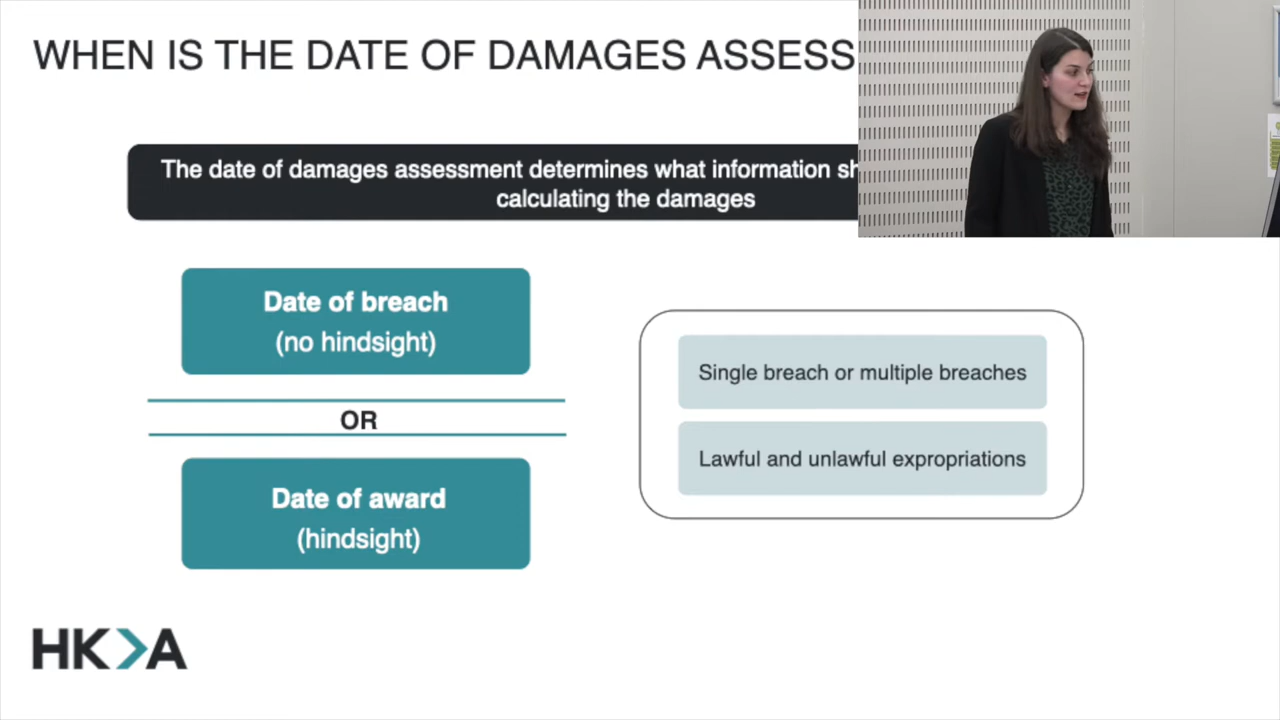 WHEN IS THE DATE OF DAMAGES ASSESS
The date of damages assessment determines what information sh
calculating the damages
Date of breach
(no hindsight)
OR
Date of award
(hindsight)
Single breach or multiple breaches
Lawful and unlawful expropriations
HKA